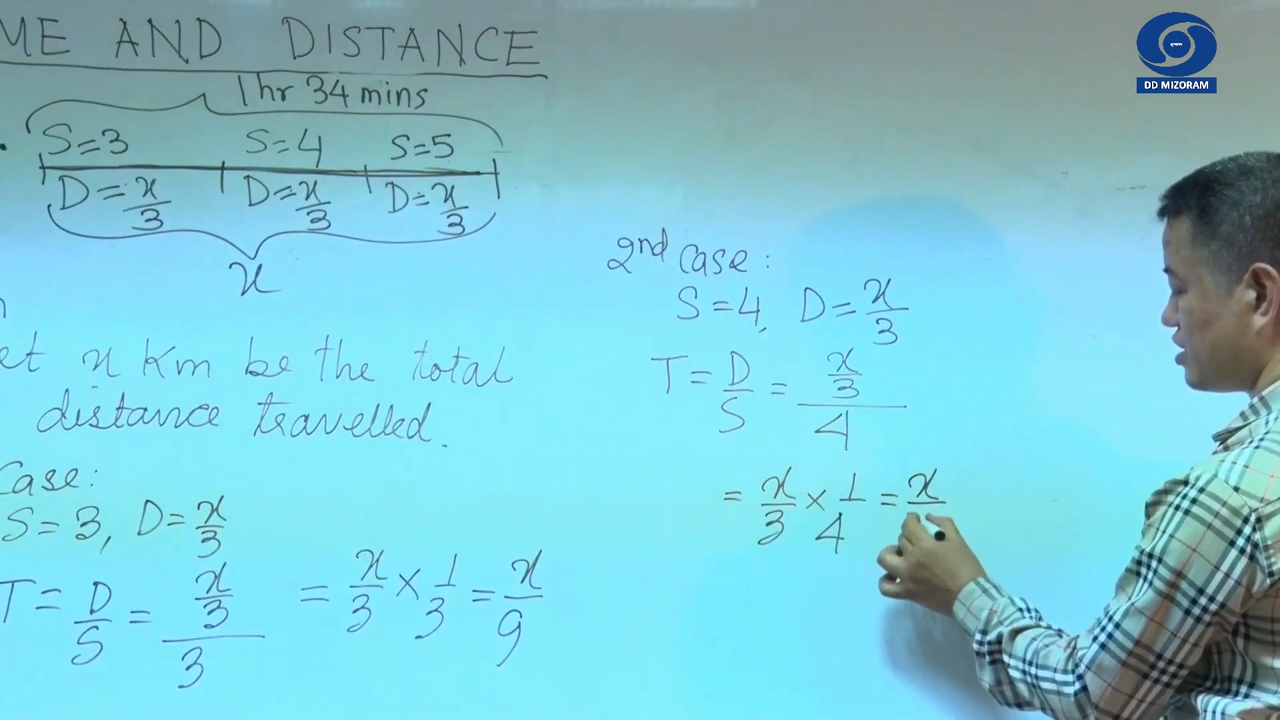 ME AND DISTANCE
1 hr 34 mins
S=3 S=4 S=5
D=x/3 D=x/3 D=x/3
x
et x Km be the total
distance travelled.
Case:
S=3, D=x/3
T=D/S=(x/3)/3 =x/3×1/3=x/9
2nd Case:
S=4, D=x/3
T=D/S=(x/3)/4
=x/3×1/4=x
DD MIZORAM